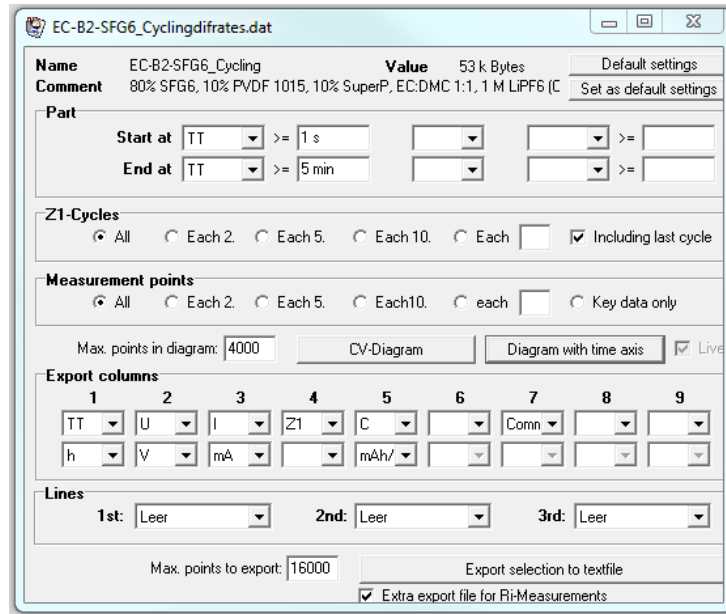 EC-B2-SFG6_Cyclingdifrates.dat
Name EC-B2-SFG6_Cycling Value 53 k Bytes Default settings
Comment 80% SFG6, 10% PVDF 1015, 10% SuperP, EC:DMC 1:1, 1 M LiPF6 (C Set as default settings
Part
Start at TT >= 1 s >=
End at TT >= 5 min >=
Z1-Cycles
All Each 2. Each 5. Each 10. Each Including last cycle
Measurement points
All Each 2. Each 5. Each10. each Key data only
Max. points in diagram: 4000 CV-Diagram Diagram with time axis Live
Export columns
1 2 3 4 5 6 7 8 9
TT U I Z1 C Comn
h V mA mAh/
Lines
1st: Leer 2nd: Leer 3rd: Leer
Max. points to export: 16000 Export selection to textfile
Extra export file for Ri-Measurements